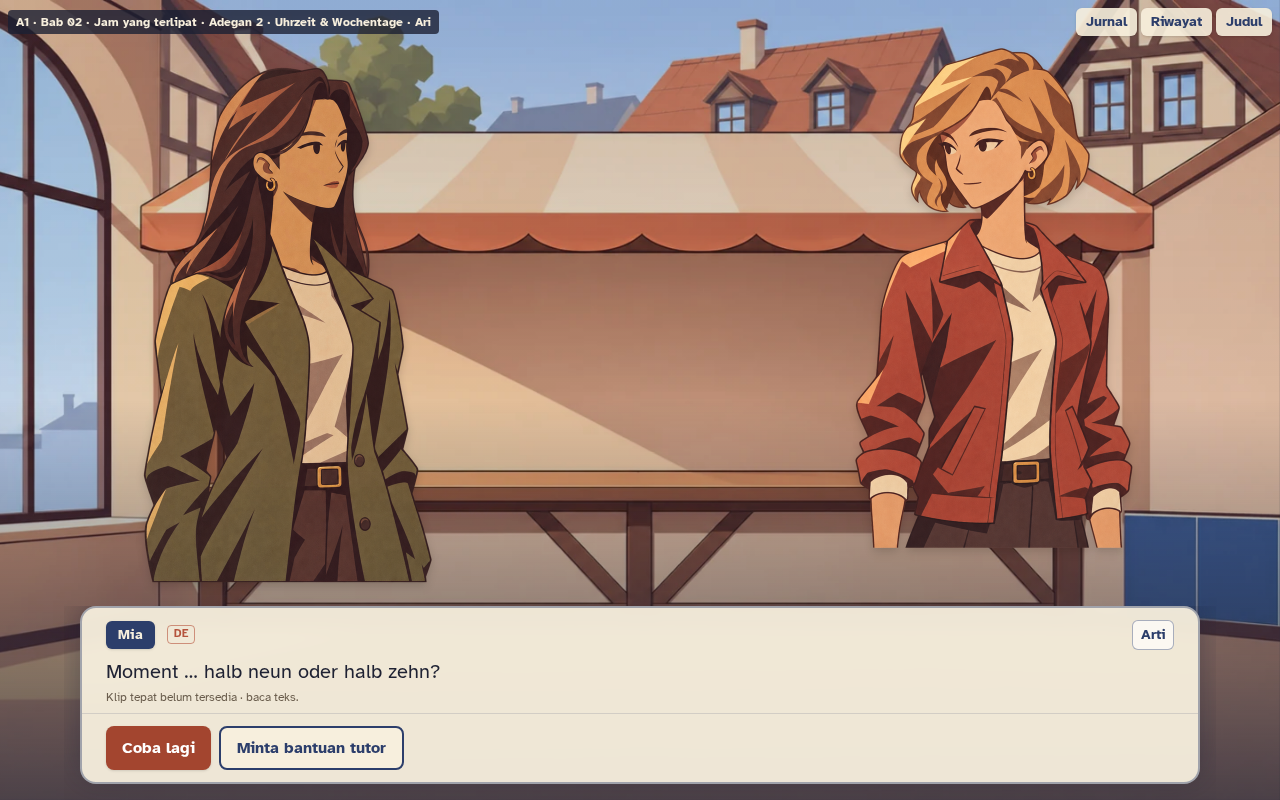 A1 · Bab 02 · Jam yang terlipat · Adegan 2 · Uhrzeit & Wochentage · Ari
Jurnal
Riwayat
Judul
Mia
DE
Arti
Moment … halb neun oder halb zehn?
Klip tepat belum tersedia · baca teks.
Coba lagi
Minta bantuan tutor